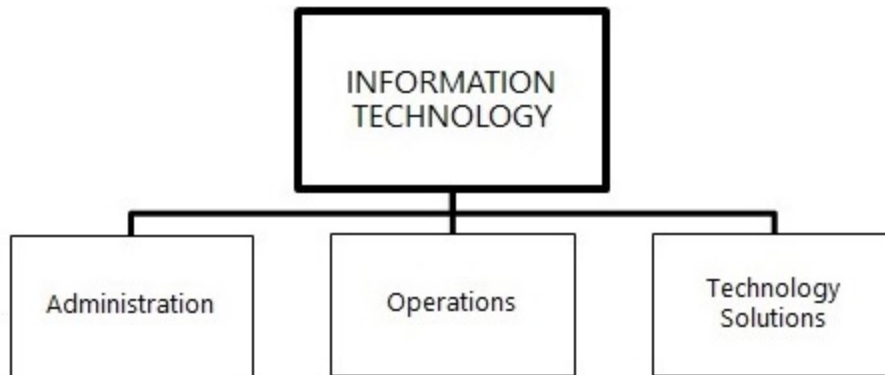 INFORMATION
TECHNOLOGY
Administration
Operations
Technology
Solutions